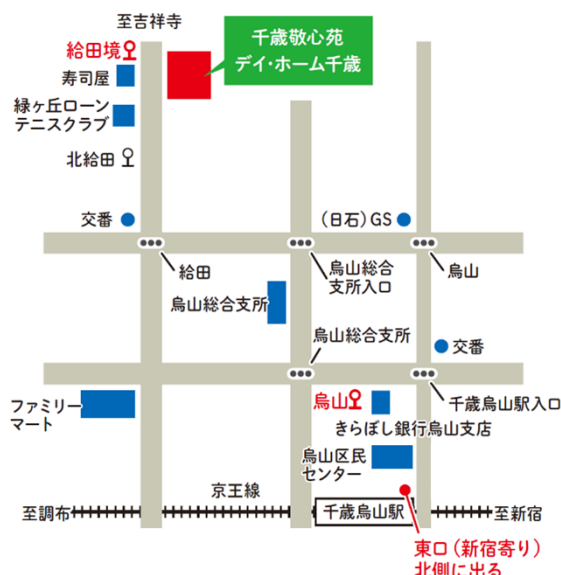 至吉祥寺
千歳敬心苑
デイ・ホーム千歳
給田境
寿司屋
緑ヶ丘ローン
テニスクラブ
北給田
交番
(日石)GS
給田
烏山総合
支所入口
烏山
烏山総合支所
烏山総合支所
交番
ファミリー
マート
烏山
千歳烏山駅入口
きらぼし銀行烏山支店
烏山区民
センター
京王線
至調布
千歳烏山駅
至新宿
東口(新宿寄り)
北側に出る